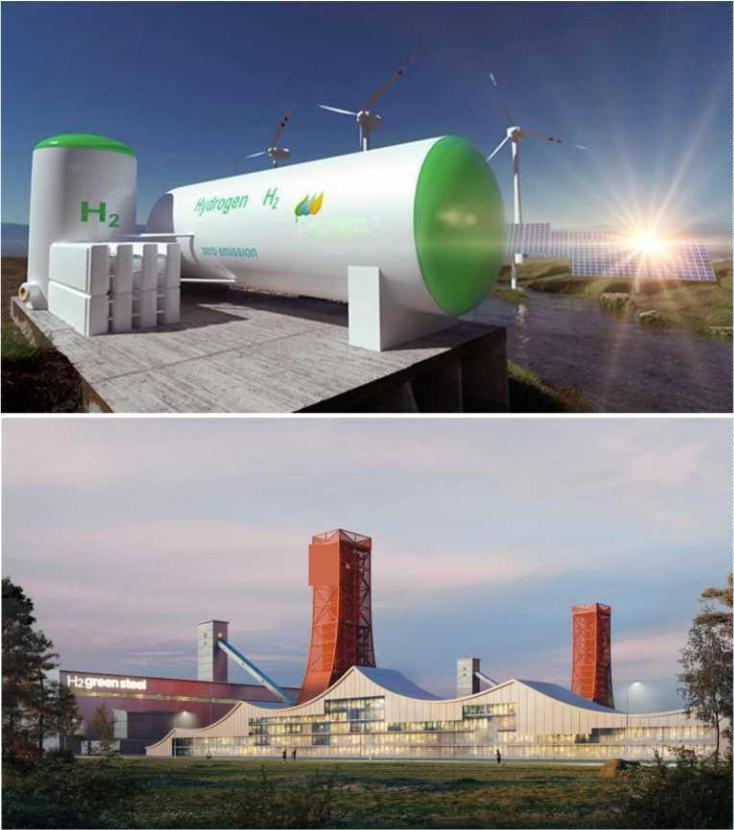 H2
Hydrogen H2
zero emission
H2 green steel